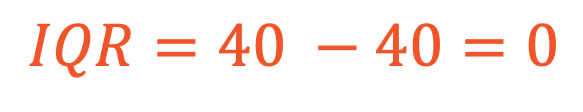 IQR = 40 − 40 = 0